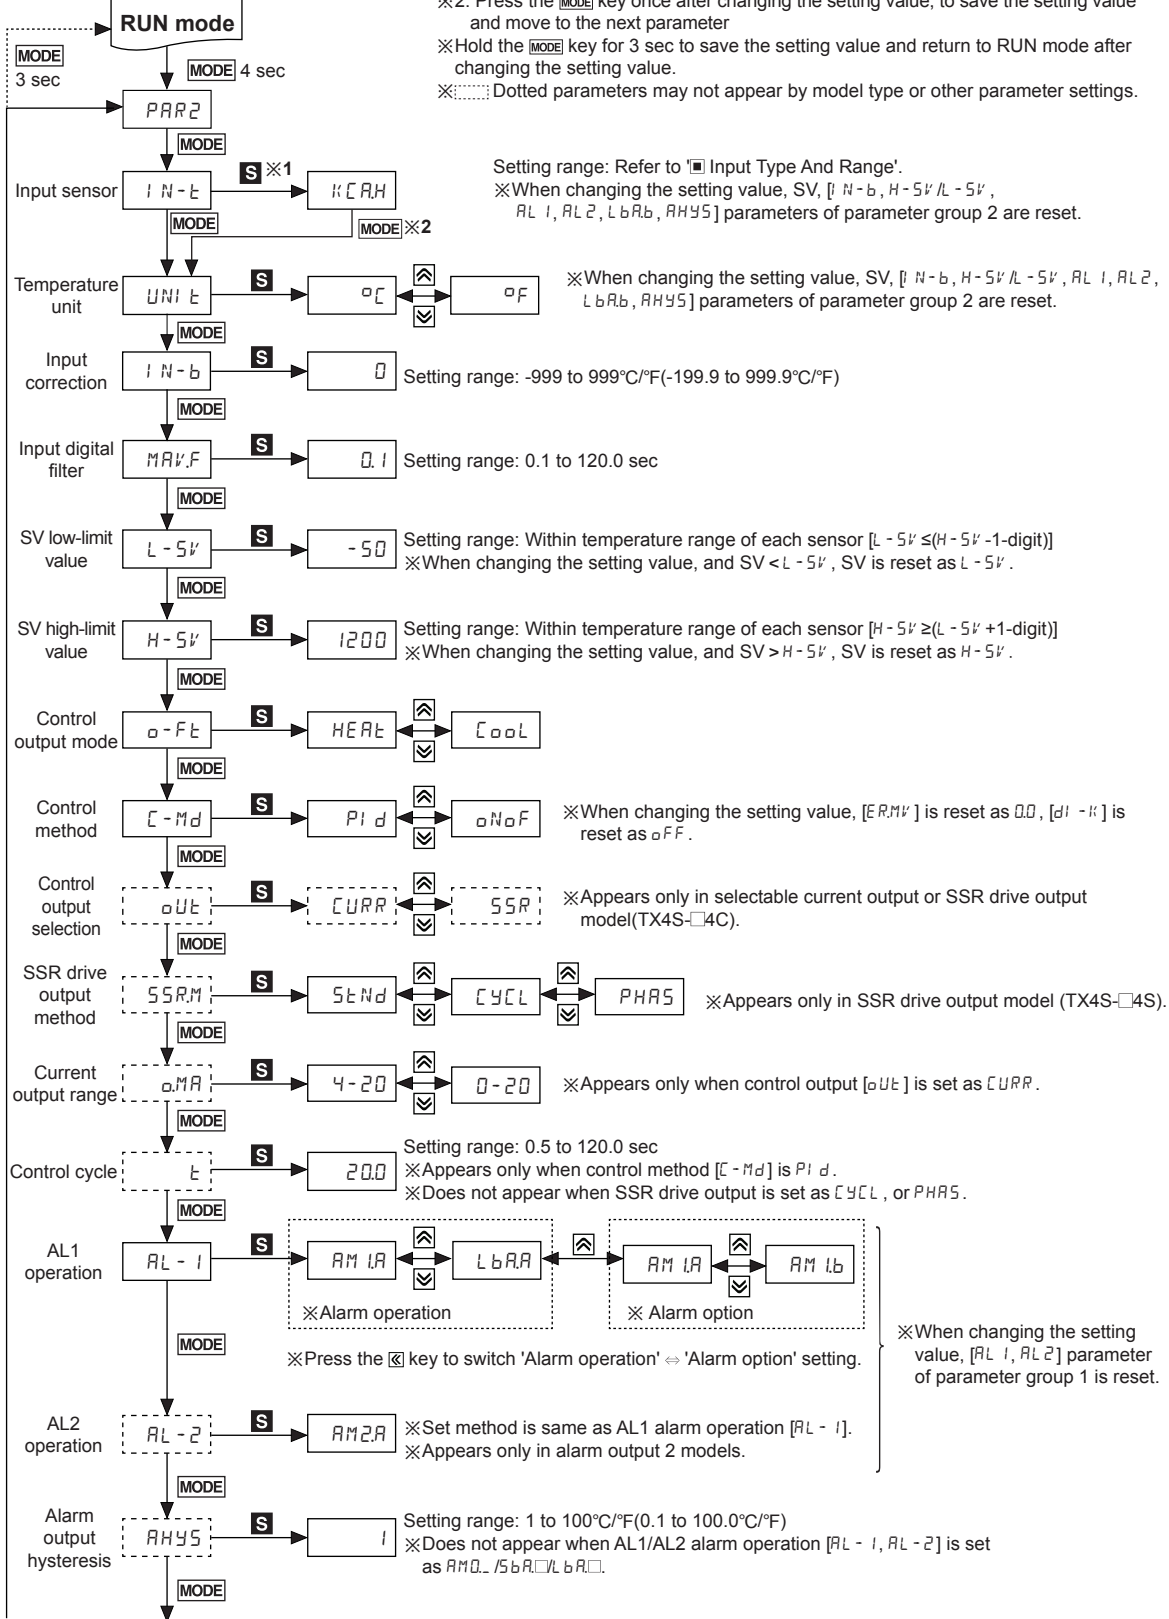 ※2. Press the MODE key once after changing the setting value, to save the setting value
and move to the next parameter
※Hold the MODE key for 3 sec to save the setting value and return to RUN mode after
changing the setting value.
※ Dotted parameters may not appear by model type or other parameter settings.
RUN mode
MODE
3 sec
MODE 4 sec
PAR2
MODE
Input sensor
IN-t
S ※1
KCA.H
Setting range: Refer to '▣ Input Type And Range'.
※When changing the setting value, SV, [IN-b, H-SV/L-SV,
AL1, AL2, LbA.b, AHYS] parameters of parameter group 2 are reset.
MODE
MODE ※2
Temperature
unit
UNIt
S
°C
°F
※When changing the setting value, SV, [IN-b, H-SV/L-SV, AL1, AL2,
LbA.b, AHYS] parameters of parameter group 2 are reset.
MODE
Input
correction
IN-b
S
0
Setting range: -999 to 999℃/℉(-199.9 to 999.9℃/℉)
MODE
Input digital
filter
MAV.F
S
0.1
Setting range: 0.1 to 120.0 sec
MODE
SV low-limit
value
L-SV
S
-50
Setting range: Within temperature range of each sensor [L-SV ≤(H-SV -1-digit)]
※When changing the setting value, and SV < L-SV, SV is reset as L-SV.
MODE
SV high-limit
value
H-SV
S
1200
Setting range: Within temperature range of each sensor [H-SV ≥(L-SV +1-digit)]
※When changing the setting value, and SV > H-SV, SV is reset as H-SV.
MODE
Control
output mode
o-Ft
S
HEAt
CooL
MODE
Control
method
C-Md
S
PId
oNoF
※When changing the setting value, [ER.MV] is reset as 0.0, [dI-K] is
reset as oFF.
MODE
Control
output
selection
oUt
S
CURR
SSR
※Appears only in selectable current output or SSR drive output
model(TX4S-□4C).
MODE
SSR drive
output
method
SSR.M
S
StNd
CYCL
PHAS
※Appears only in SSR drive output model (TX4S-□4S).
MODE
Current
output range
o.MA
S
4-20
0-20
※Appears only when control output [oUt] is set as CURR.
MODE
Control cycle
t
S
20.0
Setting range: 0.5 to 120.0 sec
※Appears only when control method [C-Md] is PId.
※Does not appear when SSR drive output is set as CYCL, or PHAS.
MODE
AL1
operation
AL-1
S
AM1.A
LbA.A
AM1.A
AM1.b
※Alarm operation
※ Alarm option
※Press the key to switch 'Alarm operation' ⇔ 'Alarm option' setting.
※When changing the setting
value, [AL1, AL2] parameter
of parameter group 1 is reset.
MODE
AL2
operation
AL-2
S
AM2.A
※Set method is same as AL1 alarm operation [AL-1].
※Appears only in alarm output 2 models.
MODE
Alarm
output
hysteresis
AHYS
S
1
Setting range: 1 to 100℃/℉(0.1 to 100.0℃/℉)
※Does not appear when AL1/AL2 alarm operation [AL-1, AL-2] is set
as AM0._ /SbA.□/LbA.□.
MODE